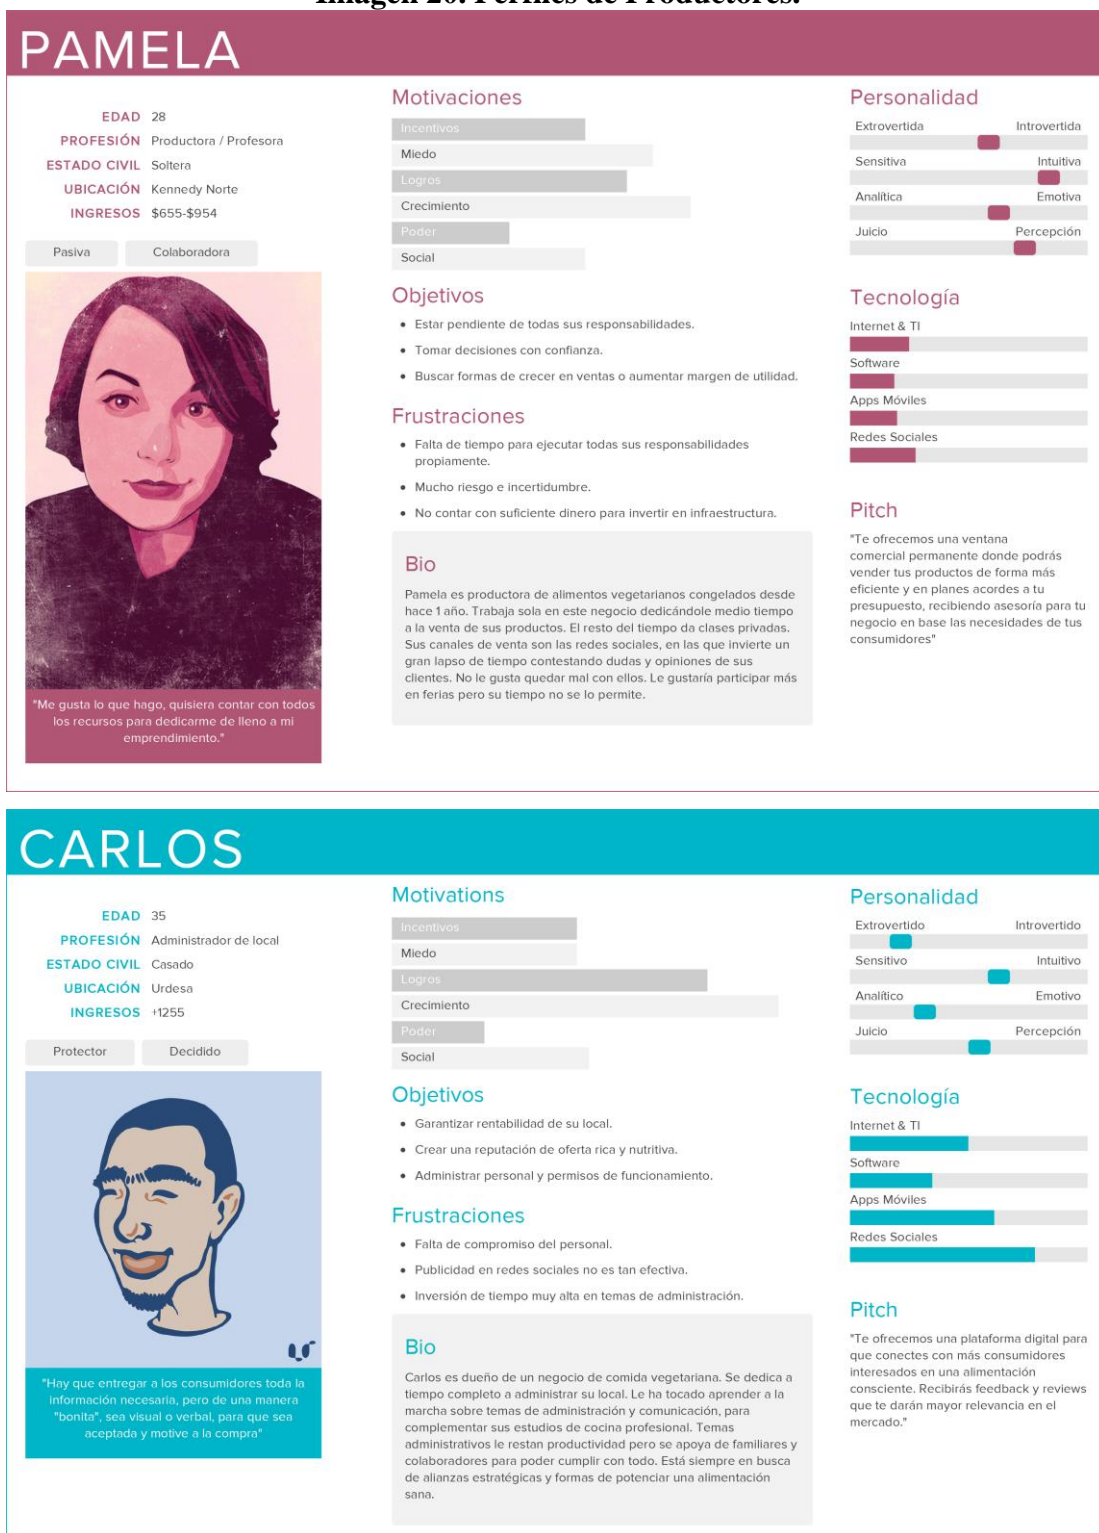 Imagen 20. Perfiles de Productores.
PAMELA
EDAD 28
PROFESIÓN Productora / Profesora
ESTADO CIVIL Soltera
UBICACIÓN Kennedy Norte
INGRESOS $655-$954
Pasiva Colaboradora
"Me gusta lo que hago, quisiera contar con todos
los recursos para dedicarme de lleno a mi
emprendimiento."
Motivaciones
Incentivos
Miedo
Logros
Crecimiento
Poder
Social
Objetivos
• Estar pendiente de todas sus responsabilidades.
• Tomar decisiones con confianza.
• Buscar formas de crecer en ventas o aumentar margen de utilidad.
Frustraciones
• Falta de tiempo para ejecutar todas sus responsabilidades
propiamente.
• Mucho riesgo e incertidumbre.
• No contar con suficiente dinero para invertir en infraestructura.
Bio
Pamela es productora de alimentos vegetarianos congelados desde
hace 1 año. Trabaja sola en este negocio dedicándole medio tiempo
a la venta de sus productos. El resto del tiempo da clases privadas.
Sus canales de venta son las redes sociales, en las que invierte un
gran lapso de tiempo contestando dudas y opiniones de sus
clientes. No le gusta quedar mal con ellos. Le gustaría participar más
en ferias pero su tiempo no se lo permite.
Personalidad
Extrovertida Introvertida
Sensitiva Intuitiva
Analítica Emotiva
Juicio Percepción
Tecnología
Internet & TI
Software
Apps Móviles
Redes Sociales
Pitch
"Te ofrecemos una ventana
comercial permanente donde podrás
vender tus productos de forma más
eficiente y en planes acordes a tu
presupuesto, recibiendo asesoría para tu
negocio en base las necesidades de tus
consumidores"
CARLOS
EDAD 35
PROFESIÓN Administrador de local
ESTADO CIVIL Casado
UBICACIÓN Urdesa
INGRESOS +1255
Protector Decidido
"Hay que entregar a los consumidores toda la
información necesaria, pero de una manera
"bonita", sea visual o verbal, para que sea
aceptada y motive a la compra"
Motivations
Incentivos
Miedo
Logros
Crecimiento
Poder
Social
Objetivos
• Garantizar rentabilidad de su local.
• Crear una reputación de oferta rica y nutritiva.
• Administrar personal y permisos de funcionamiento.
Frustraciones
• Falta de compromiso del personal.
• Publicidad en redes sociales no es tan efectiva.
• Inversión de tiempo muy alta en temas de administración.
Bio
Carlos es dueño de un negocio de comida vegetariana. Se dedica a
tiempo completo a administrar su local. Le ha tocado aprender a la
marcha sobre temas de administración y comunicación, para
complementar sus estudios de cocina profesional. Temas
administrativos le restan productividad pero se apoya de familiares y
colaboradores para poder cumplir con todo. Está siempre en busca
de alianzas estratégicas y formas de potenciar una alimentación
sana.
Personalidad
Extrovertido Introvertido
Sensitivo Intuitivo
Analítico Emotivo
Juicio Percepción
Tecnología
Internet & TI
Software
Apps Móviles
Redes Sociales
Pitch
"Te ofrecemos una plataforma digital para
que conectes con más consumidores
interesados en una alimentación
consciente. Recibirás feedback y reviews
que te darán mayor relevancia en el
mercado."